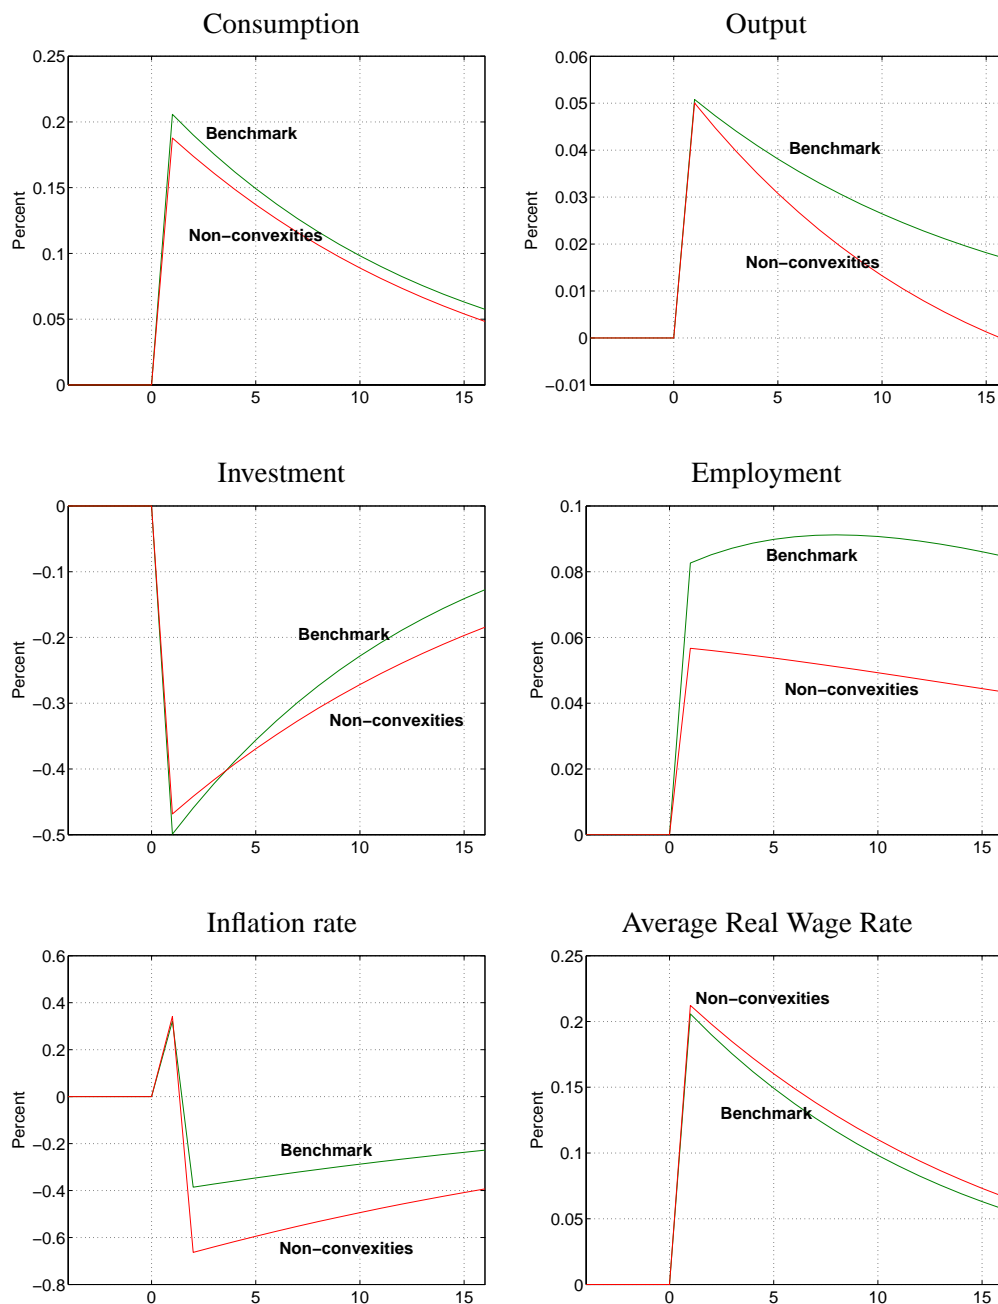 Consumption
0.25
0.2
0.15
0.1
0.05
0
Percent
Benchmark
Non−convexities
0
5
10
15
Output
0.06
0.05
0.04
0.03
0.02
0.01
0
−0.01
Percent
Benchmark
Non−convexities
0
5
10
15
Investment
0
−0.1
−0.2
−0.3
−0.4
−0.5
Percent
Benchmark
Non−convexities
0
5
10
15
Employment
0.1
0.08
0.06
0.04
0.02
0
Percent
Benchmark
Non−convexities
0
5
10
15
Inflation rate
0.6
0.4
0.2
0
−0.2
−0.4
−0.6
−0.8
Percent
Benchmark
Non−convexities
0
5
10
15
Average Real Wage Rate
0.25
0.2
0.15
0.1
0.05
0
Percent
Non−convexities
Benchmark
0
5
10
15